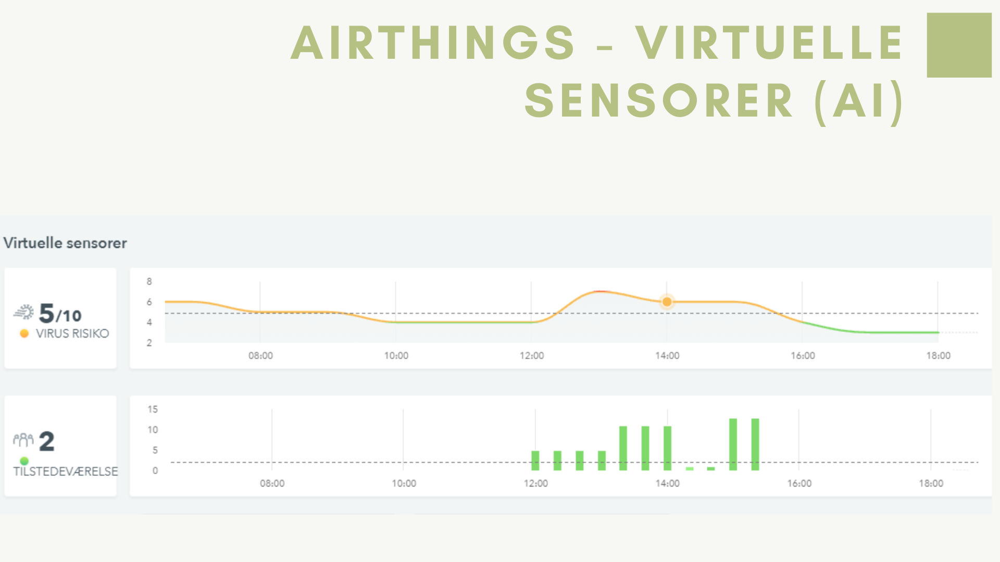 AIRTHINGS - VIRTUELLE
SENSORER (AI)
Virtuelle sensorer
5/10
VIRUS RISIKO
8
6
4
2
08:00 10:00 12:00 14:00 16:00 18:00
2
TILSTEDEVÆRELSE
15
10
5
0
08:00 10:00 12:00 14:00 16:00 18:00